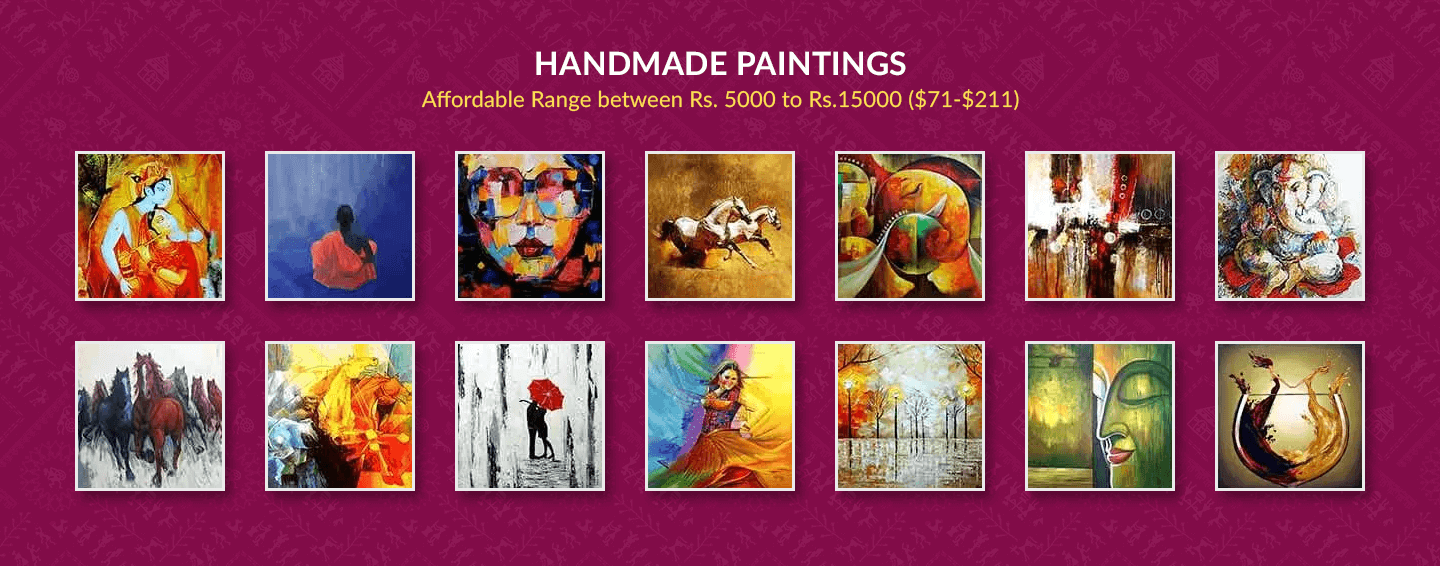 HANDMADE PAINTINGS
Affordable Range between Rs. 5000 to Rs.15000 ($71-$211)